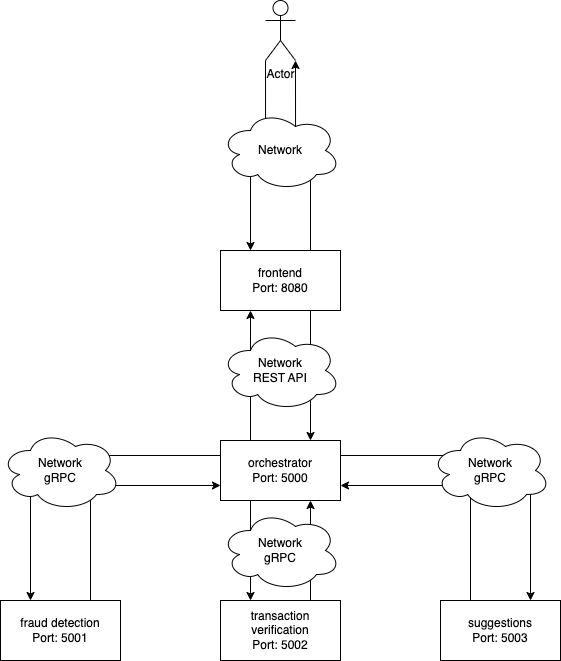 Actor
Network
frontend
Port: 8080
Network
REST API
Network
gRPC
orchestrator
Port: 5000
Network
gRPC
Network
gRPC
fraud detection
Port: 5001
transaction
verification
Port: 5002
suggestions
Port: 5003